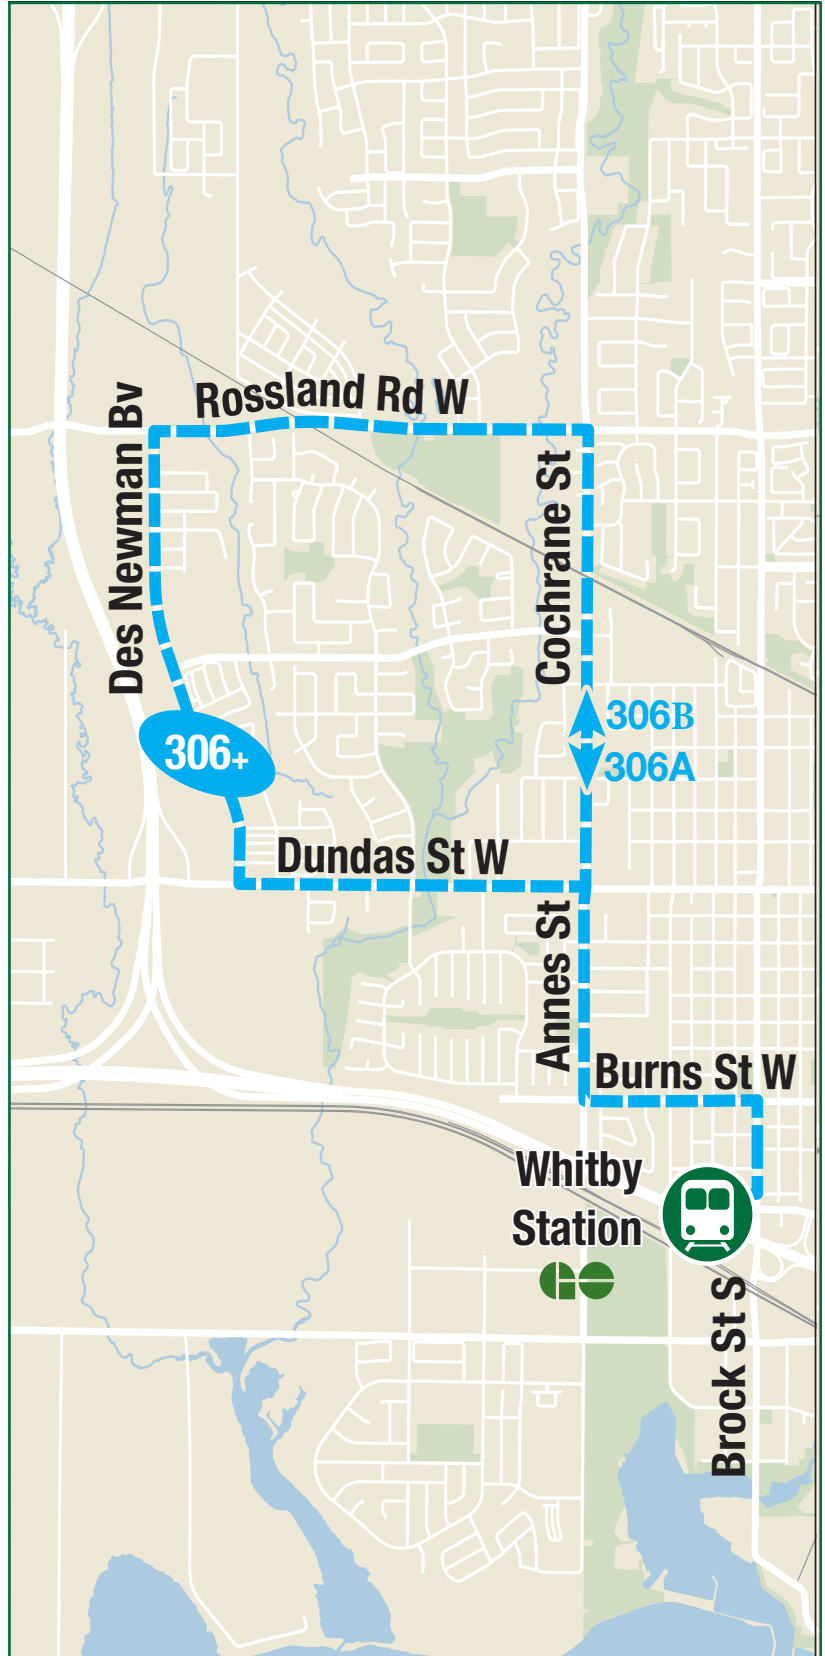 Rossland Rd W
Des Newman Bv
Cochrane St
306B
306A
306+
Dundas St W
Annes St
Burns St W
Whitby
Station
GO
Brock St S